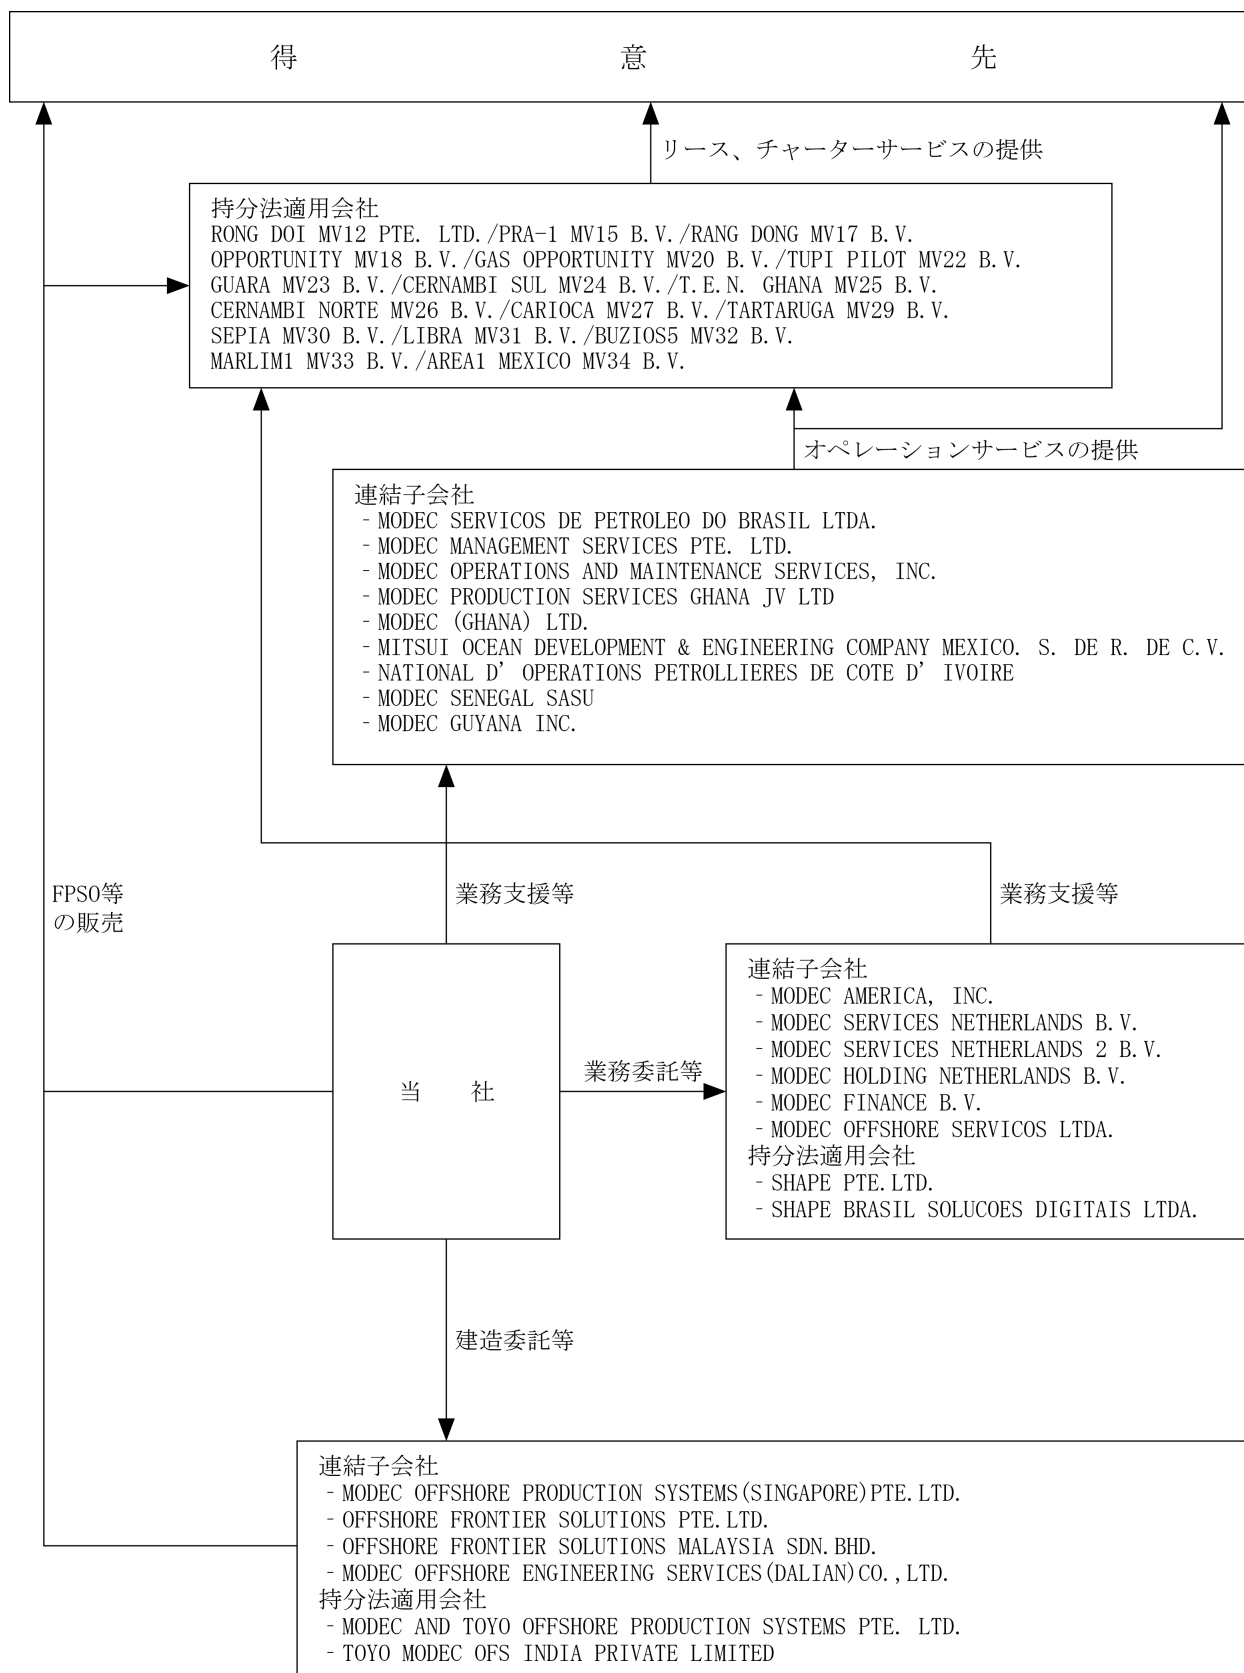 得意先
リース、チャーターサービスの提供
持分法適用会社
RONG DOI MV12 PTE. LTD./PRA-1 MV15 B.V./RANG DONG MV17 B.V.
OPPORTUNITY MV18 B.V./GAS OPPORTUNITY MV20 B.V./TUPI PILOT MV22 B.V.
GUARA MV23 B.V./CERNAMBI SUL MV24 B.V./T.E.N. GHANA MV25 B.V.
CERNAMBI NORTE MV26 B.V./CARIOCA MV27 B.V./TARTARUGA MV29 B.V.
SEPIA MV30 B.V./LIBRA MV31 B.V./BUZIOS5 MV32 B.V.
MARLIM1 MV33 B.V./AREA1 MEXICO MV34 B.V.
オペレーションサービスの提供
連結子会社
‐MODEC SERVICOS DE PETROLEO DO BRASIL LTDA.
‐MODEC MANAGEMENT SERVICES PTE. LTD.
‐MODEC OPERATIONS AND MAINTENANCE SERVICES, INC.
‐MODEC PRODUCTION SERVICES GHANA JV LTD
‐MODEC (GHANA) LTD.
‐MITSUI OCEAN DEVELOPMENT & ENGINEERING COMPANY MEXICO. S. DE R. DE C.V.
‐NATIONAL D’OPERATIONS PETROLLIERES DE COTE D’IVOIRE
‐MODEC SENEGAL SASU
‐MODEC GUYANA INC.
FPSO等
の販売
業務支援等
業務支援等
当社
業務委託等
連結子会社
‐MODEC AMERICA, INC.
‐MODEC SERVICES NETHERLANDS B.V.
‐MODEC SERVICES NETHERLANDS 2 B.V.
‐MODEC HOLDING NETHERLANDS B.V.
‐MODEC FINANCE B.V.
‐MODEC OFFSHORE SERVICOS LTDA.
持分法適用会社
‐SHAPE PTE.LTD.
‐SHAPE BRASIL SOLUCOES DIGITAIS LTDA.
建造委託等
連結子会社
‐MODEC OFFSHORE PRODUCTION SYSTEMS(SINGAPORE)PTE.LTD.
‐OFFSHORE FRONTIER SOLUTIONS PTE.LTD.
‐OFFSHORE FRONTIER SOLUTIONS MALAYSIA SDN.BHD.
‐MODEC OFFSHORE ENGINEERING SERVICES(DALIAN)CO.,LTD.
持分法適用会社
‐MODEC AND TOYO OFFSHORE PRODUCTION SYSTEMS PTE. LTD.
‐TOYO MODEC OFS INDIA PRIVATE LIMITED